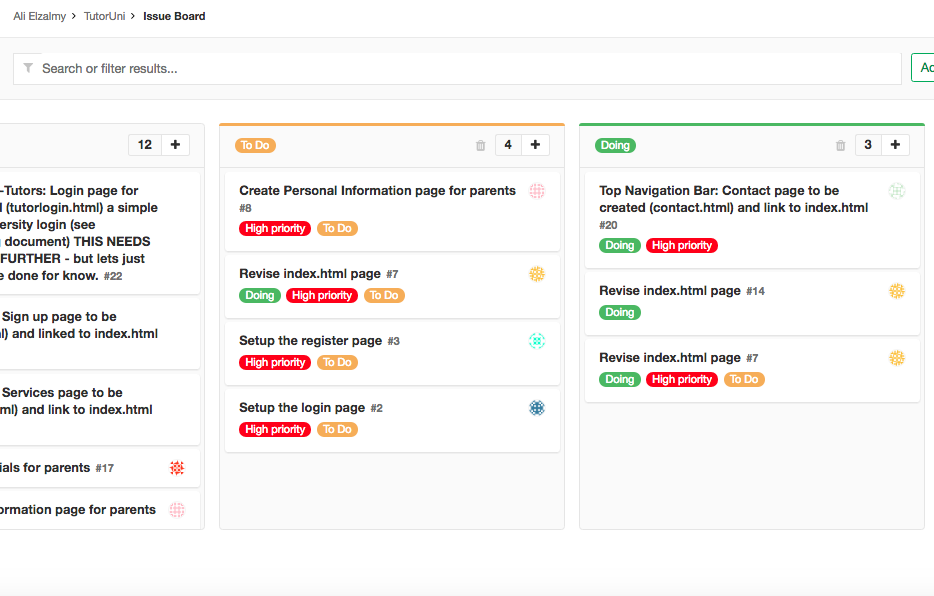 Ali Elzalmy > TutorUni > Issue Board
Search or filter results...
12 +
-Tutors: Login page for
(tutorlogin.html) a simple
ersity login (see
document) THIS NEEDS
FURTHER - but lets just
e done for know. #22
Sign up page to be
l) and linked to index.html
Services page to be
ml) and link to index.html
ials for parents #17
ormation page for parents
To Do 4 +
Create Personal Information page for parents
#8
High priority To Do
Revise index.html page #7
Doing High priority To Do
Setup the register page #3
High priority To Do
Setup the login page #2
High priority To Do
Doing 3 +
Top Navigation Bar: Contact page to be
created (contact.html) and link to index.html
#20
Doing High priority
Revise index.html page #14
Doing
Revise index.html page #7
Doing High priority To Do